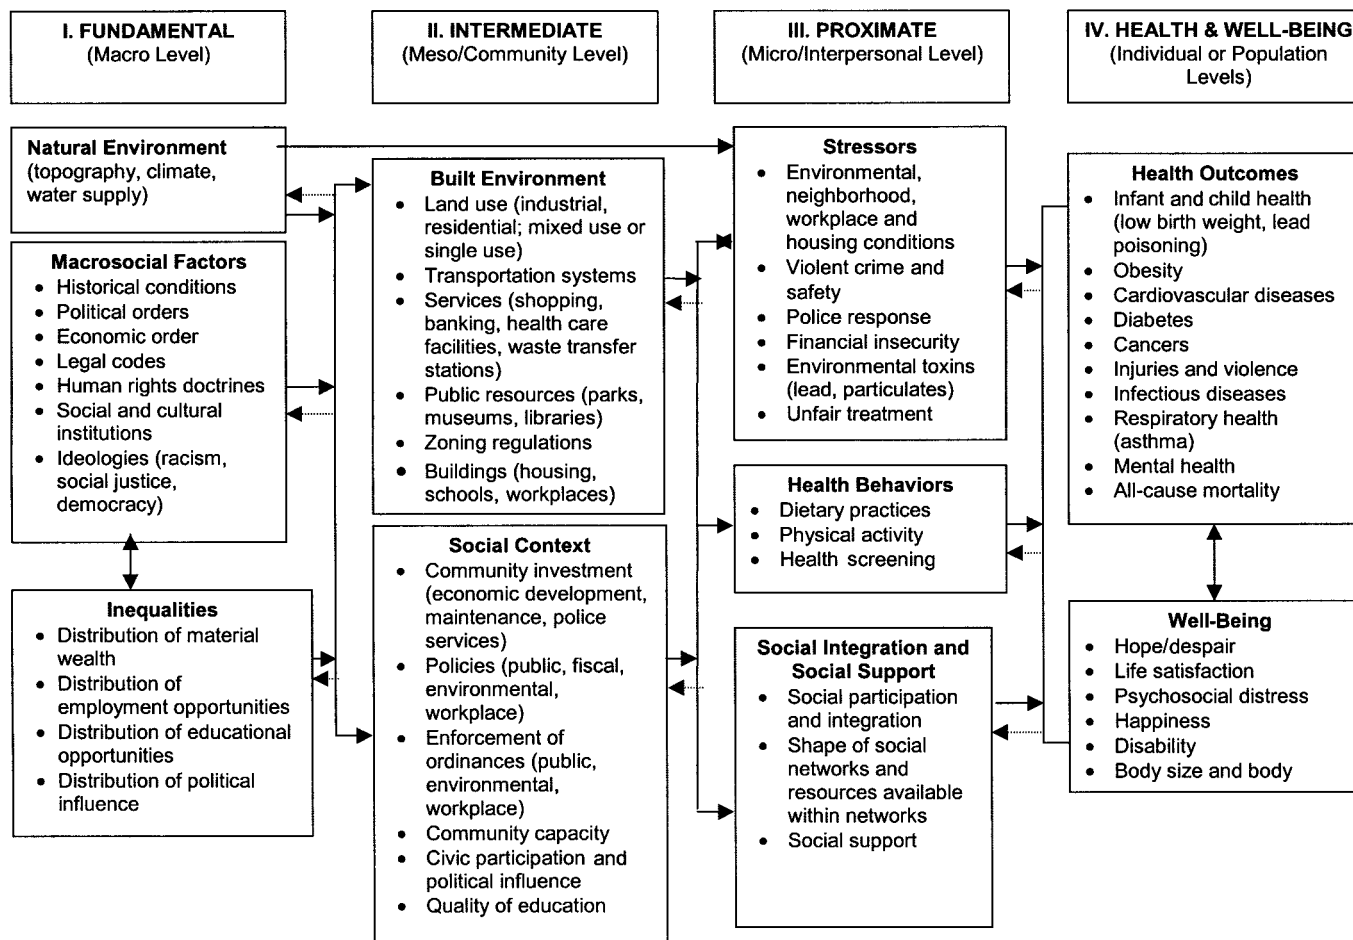 I. FUNDAMENTAL
(Macro Level)
II. INTERMEDIATE
(Meso/Community Level)
III. PROXIMATE
(Micro/Interpersonal Level)
IV. HEALTH & WELL-BEING
(Individual or Population
Levels)
Natural Environment
(topography, climate,
water supply)
Macrosocial Factors
• Historical conditions
• Political orders
• Economic order
• Legal codes
• Human rights doctrines
• Social and cultural
institutions
• Ideologies (racism,
social justice,
democracy)
Inequalities
• Distribution of material
wealth
• Distribution of
employment opportunities
• Distribution of educational
opportunities
• Distribution of political
influence
Built Environment
• Land use (industrial,
residential; mixed use or
single use)
• Transportation systems
• Services (shopping,
banking, health care
facilities, waste transfer
stations)
• Public resources (parks,
museums, libraries)
• Zoning regulations
• Buildings (housing,
schools, workplaces)
Social Context
• Community investment
(economic development,
maintenance, police
services)
• Policies (public, fiscal,
environmental,
workplace)
• Enforcement of
ordinances (public,
environmental,
workplace)
• Community capacity
• Civic participation and
political influence
• Quality of education
Stressors
• Environmental,
neighborhood,
workplace and
housing conditions
• Violent crime and
safety
• Police response
• Financial insecurity
• Environmental toxins
(lead, particulates)
• Unfair treatment
Health Behaviors
• Dietary practices
• Physical activity
• Health screening
Social Integration and
Social Support
• Social participation
and integration
• Shape of social
networks and
resources available
within networks
• Social support
Health Outcomes
• Infant and child health
(low birth weight, lead
poisoning)
• Obesity
• Cardiovascular diseases
• Diabetes
• Cancers
• Injuries and violence
• Infectious diseases
• Respiratory health
(asthma)
• Mental health
• All-cause mortality
Well-Being
• Hope/despair
• Life satisfaction
• Psychosocial distress
• Happiness
• Disability
• Body size and body